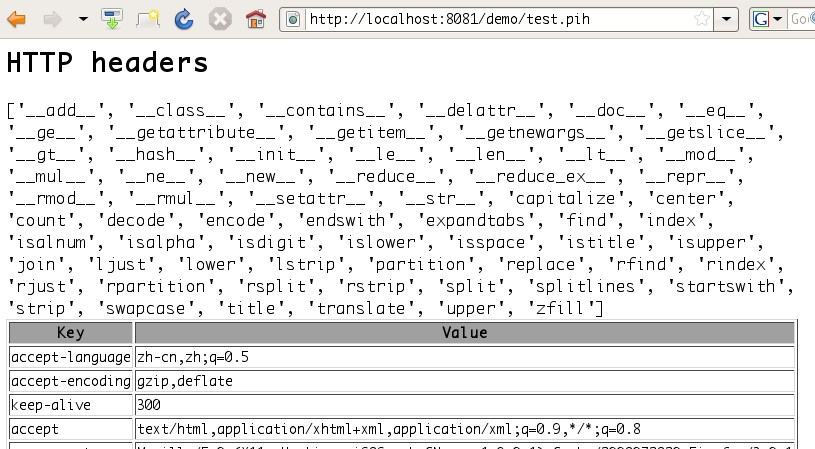 http://localhost:8081/demo/test.pih
G
HTTP headers
['__add__', '__class__', '__contains__', '__delattr__', '__doc__', '__eq__',
'__ge__', '__getattribute__', '__getitem__', '__getnewargs__', '__getslice__',
'__gt__', '__hash__', '__init__', '__le__', '__len__', '__lt__', '__mod__',
'__mul__', '__ne__', '__new__', '__reduce__', '__reduce_ex__', '__repr__',
'__rmod__', '__rmul__', '__setattr__', '__str__', 'capitalize', 'center',
'count', 'decode', 'encode', 'endswith', 'expandtabs', 'find', 'index',
'isalnum', 'isalpha', 'isdigit', 'islower', 'isspace', 'istitle', 'isupper',
'join', 'ljust', 'lower', 'lstrip', 'partition', 'replace', 'rfind', 'rindex',
'rjust', 'rpartition', 'rsplit', 'rstrip', 'split', 'splitlines', 'startswith',
'strip', 'swapcase', 'title', 'translate', 'upper', 'zfill']
Key Value
accept-language zh-cn,zh;q=0.5
accept-encoding gzip,deflate
keep-alive 300
accept text/html,application/xhtml+xml,application/xml;q=0.9,*/*;q=0.8